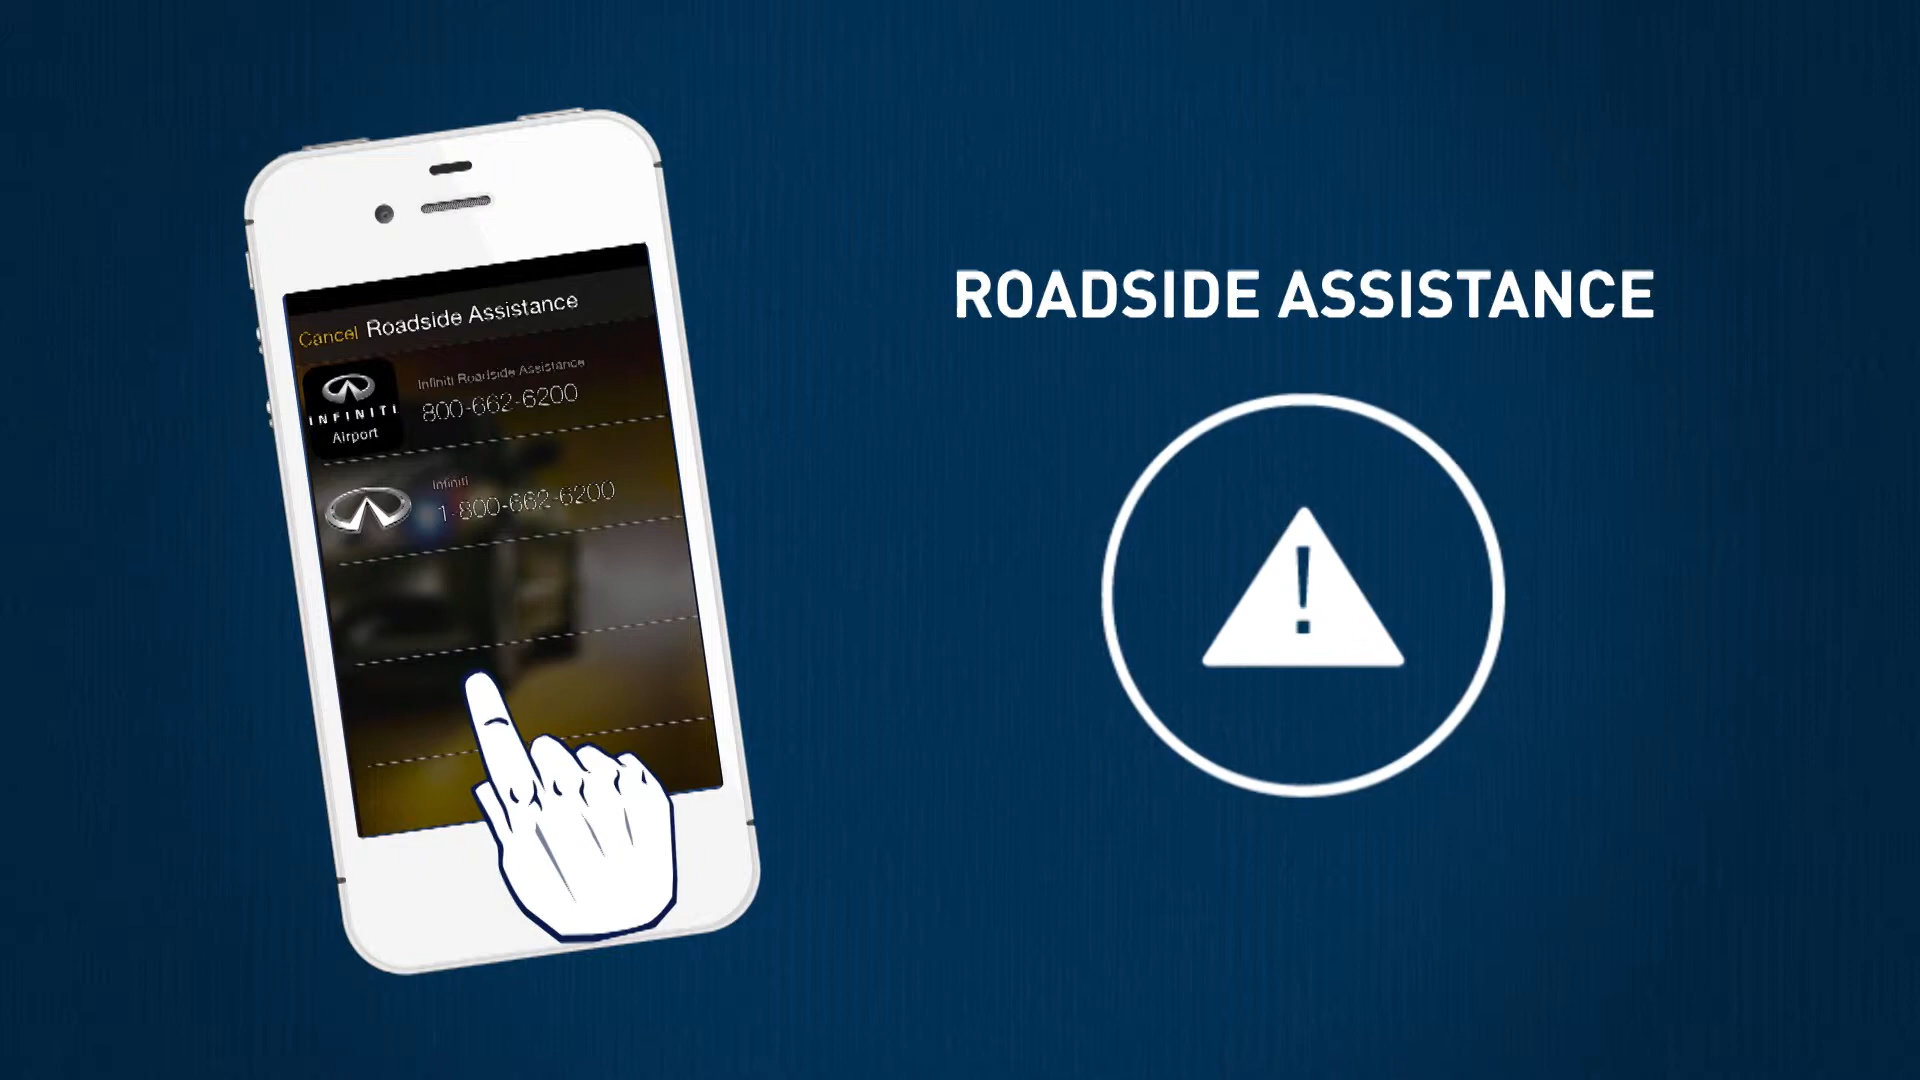 Cancel Roadside Assistance
INFINITI
Airport
Infiniti Roadside Assistance
800-662-6200
Infiniti
1-800-662-6200
ROADSIDE ASSISTANCE
!